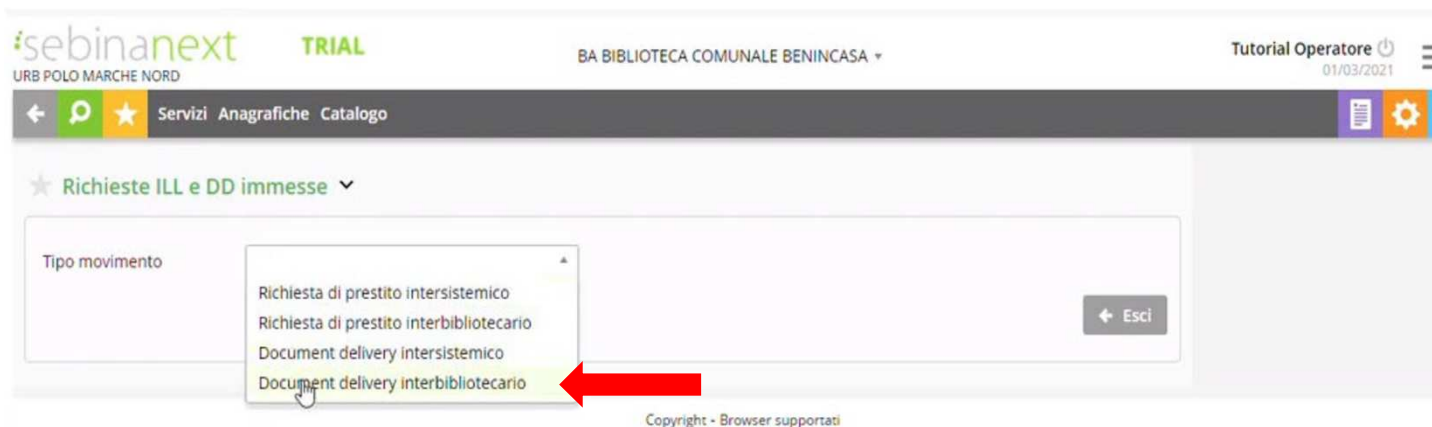 sebinanext
TRIAL
BA BIBLIOTECA COMUNALE BENINCASA
Tutorial Operatore
URB POLO MARCHE NORD
01/03/2021
Servizi Anagrafiche Catalogo
Richieste ILL e DD immesse
Tipo movimento
Richiesta di prestito intersistemico
Richiesta di prestito interbibliotecario
Esci
Document delivery intersistemico
Document delivery interbibliotecario
Copyright - Browser supportati